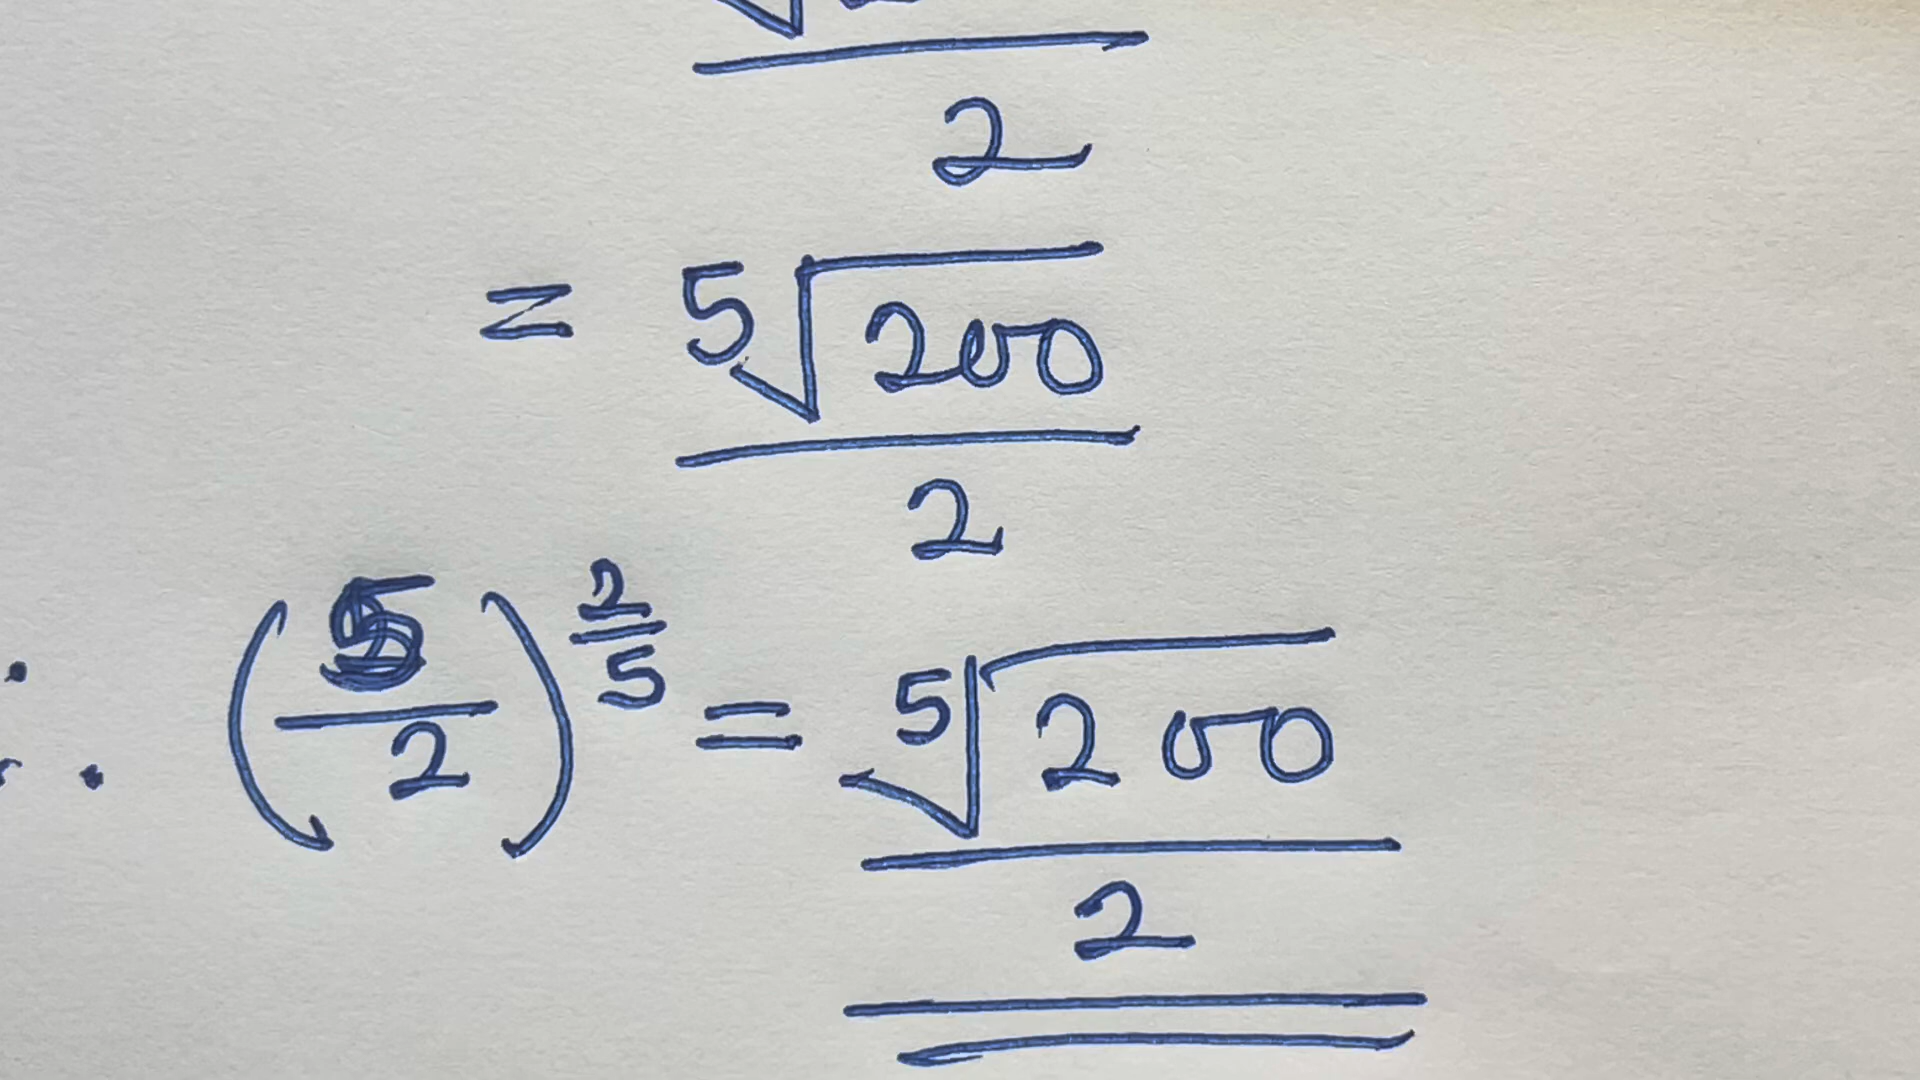 2
= ⁵√200
2
∴ (5/2)^(2/5) = ⁵√200
2